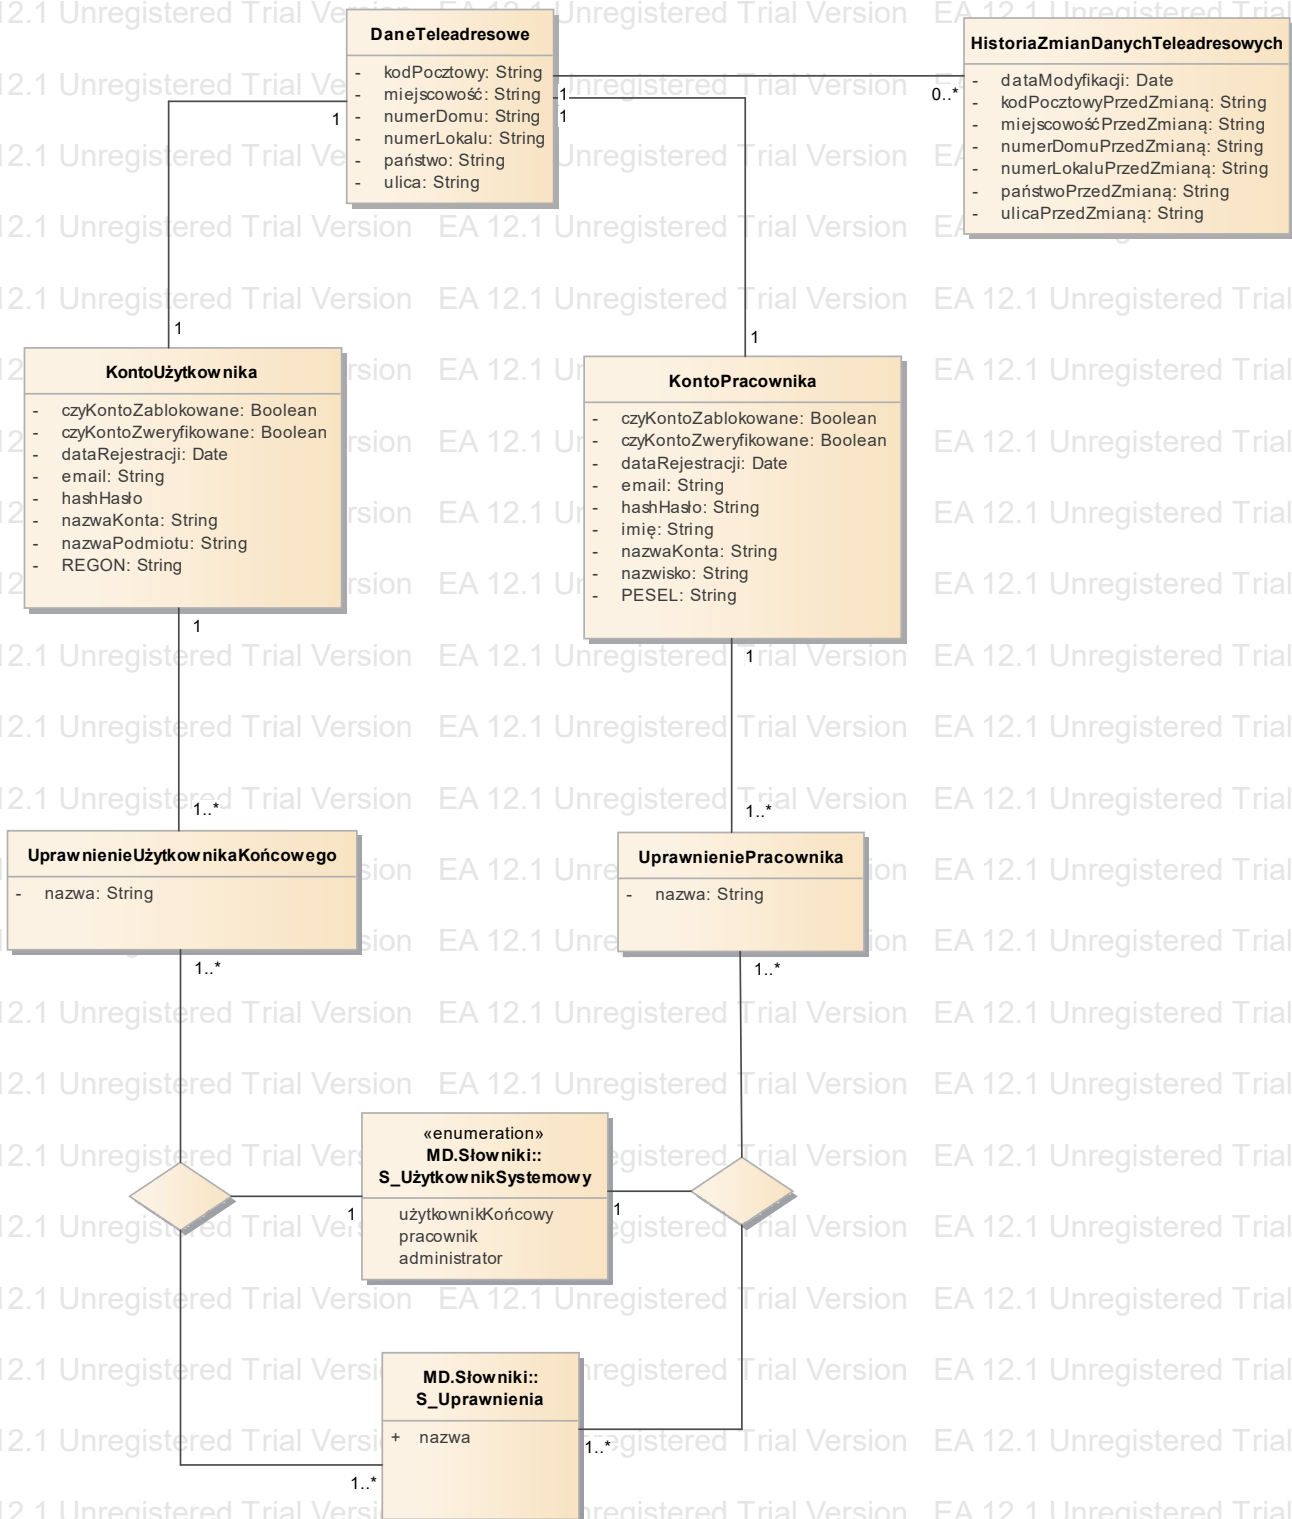 DaneTeleadresowe
- kodPocztowy: String
- miejscowość: String
- numerDomu: String
- numerLokalu: String
- państwo: String
- ulica: String
HistoriaZmianDanychTeleadresowych
- dataModyfikacji: Date
- kodPocztowyPrzedZmianą: String
- miejscowośćPrzedZmianą: String
- numerDomuPrzedZmianą: String
- numerLokaluPrzedZmianą: String
- państwoPrzedZmianą: String
- ulicaPrzedZmianą: String
1
0..*
1
1
1
1
KontoUżytkownika
- czyKontoZablokowane: Boolean
- czyKontoZweryfikowane: Boolean
- dataRejestracji: Date
- email: String
- hashHasło
- nazwaKonta: String
- nazwaPodmiotu: String
- REGON: String
KontoPracownika
- czyKontoZablokowane: Boolean
- czyKontoZweryfikowane: Boolean
- dataRejestracji: Date
- email: String
- hashHasło: String
- imię: String
- nazwaKonta: String
- nazwisko: String
- PESEL: String
1
1
1..*
1..*
UprawnienieUżytkownikaKońcowego
- nazwa: String
UprawnieniePracownika
- nazwa: String
1..*
1..*
«enumeration»
MD.Słowniki::
S_UżytkownikSystemowy
użytkownikKońcowy
pracownik
administrator
1
1
MD.Słowniki::
S_Uprawnienia
+ nazwa
1..*
1..*
EA 12.1 Unregistered Trial Version